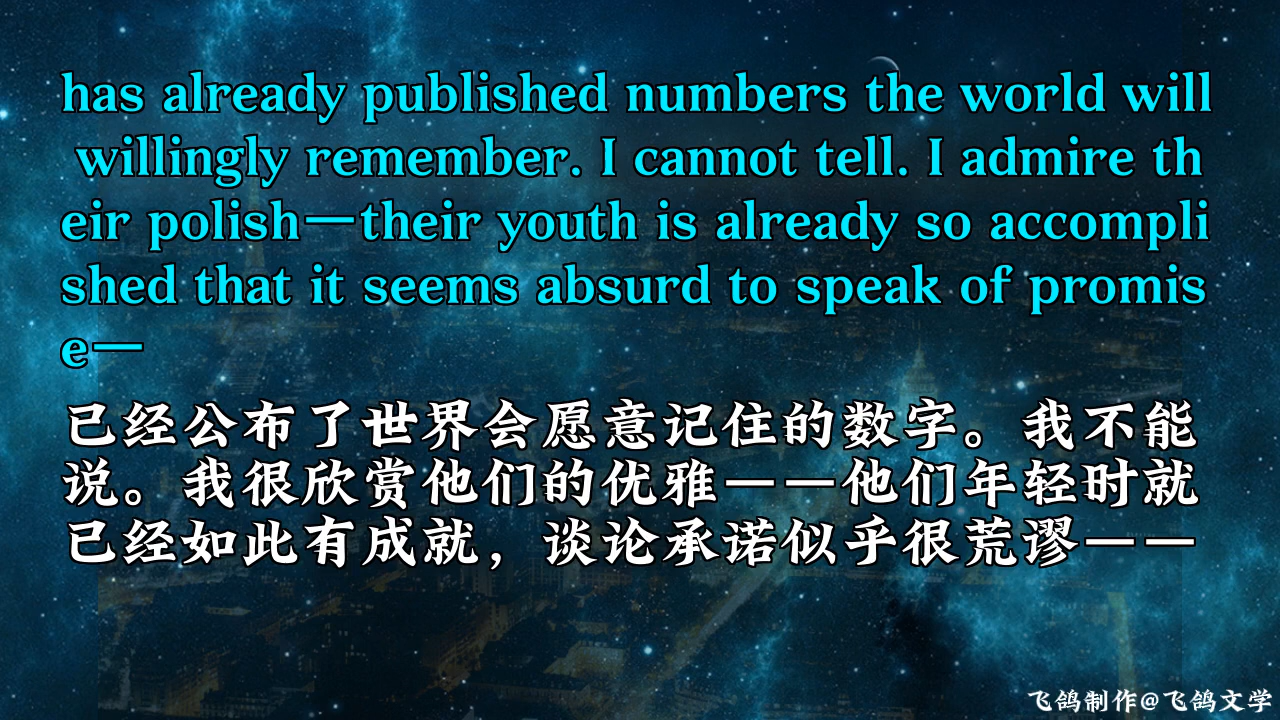 has already published numbers the world will
willingly remember. I cannot tell. I admire th
eir polish—their youth is already so accompli
shed that it seems absurd to speak of promis
e—
已经公布了世界会愿意记住的数字。我不能
说。我很欣赏他们的优雅——他们年轻时就
已经如此有成就，谈论承诺似乎很荒谬——
飞鸽制作@飞鸽文学